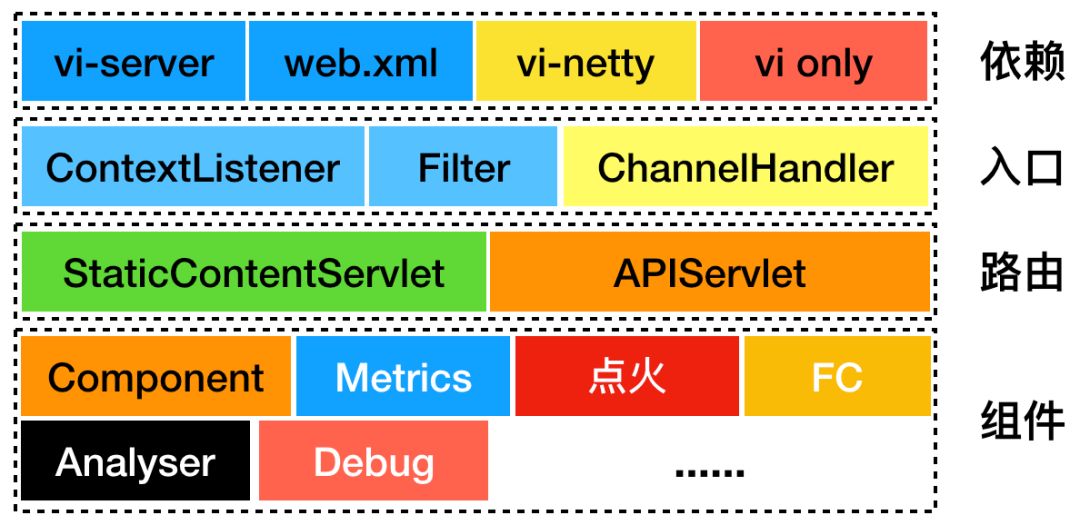 vi-server web.xml vi-netty vi only 依赖
ContextListener Filter ChannelHandler 入口
StaticContentServlet APIServlet 路由
Component Metrics 点火 FC
组件
Analyser Debug ......